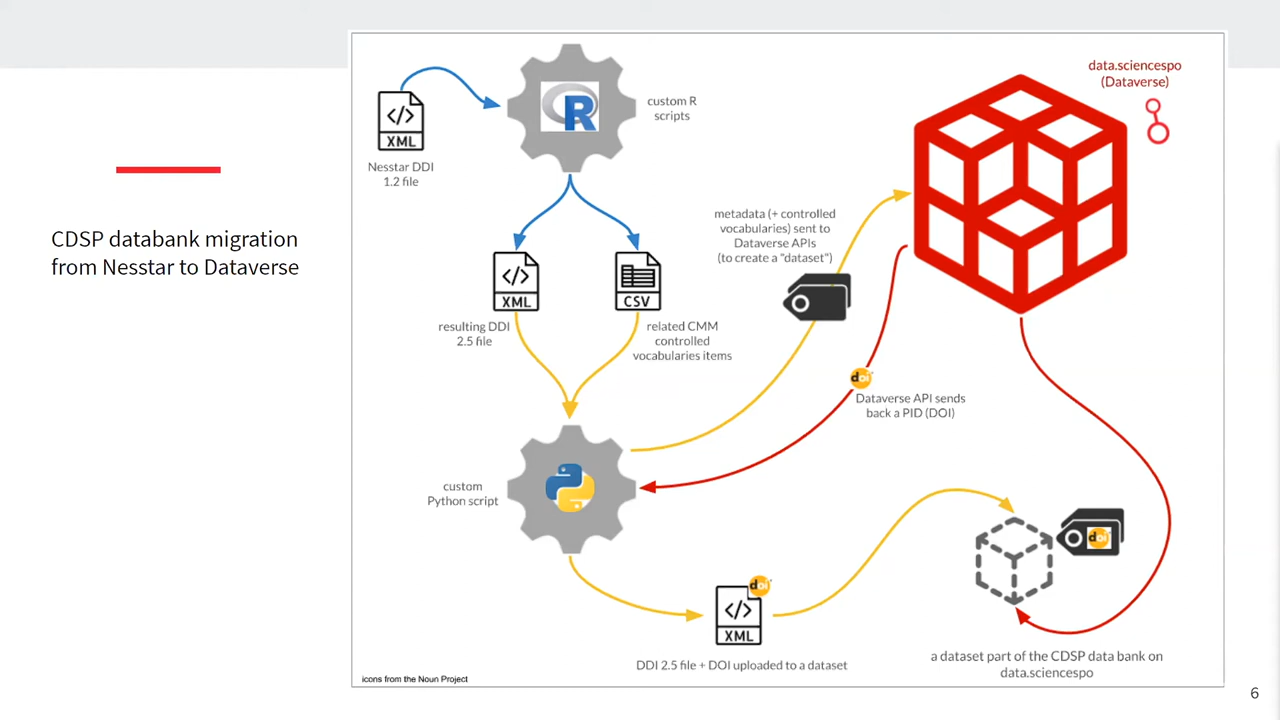 CDSP databank migration
from Nesstar to Dataverse
XML
Nesstar DDI
1.2 file
R
custom R
scripts
data.sciencespo
(Dataverse)
metadata (+ controlled
vocabularies) sent to
Dataverse APIs
(to create a "dataset")
XML
resulting DDI
2.5 file
CSV
related CMM
controlled
vocabularies items
doi
Dataverse API sends
back a PID (DOI)
custom
Python script
doi
doi
XML
DDI 2.5 file + DOI uploaded to a dataset
a dataset part of the CDSP data bank on
data.sciencespo
icons from the Noun Project
6